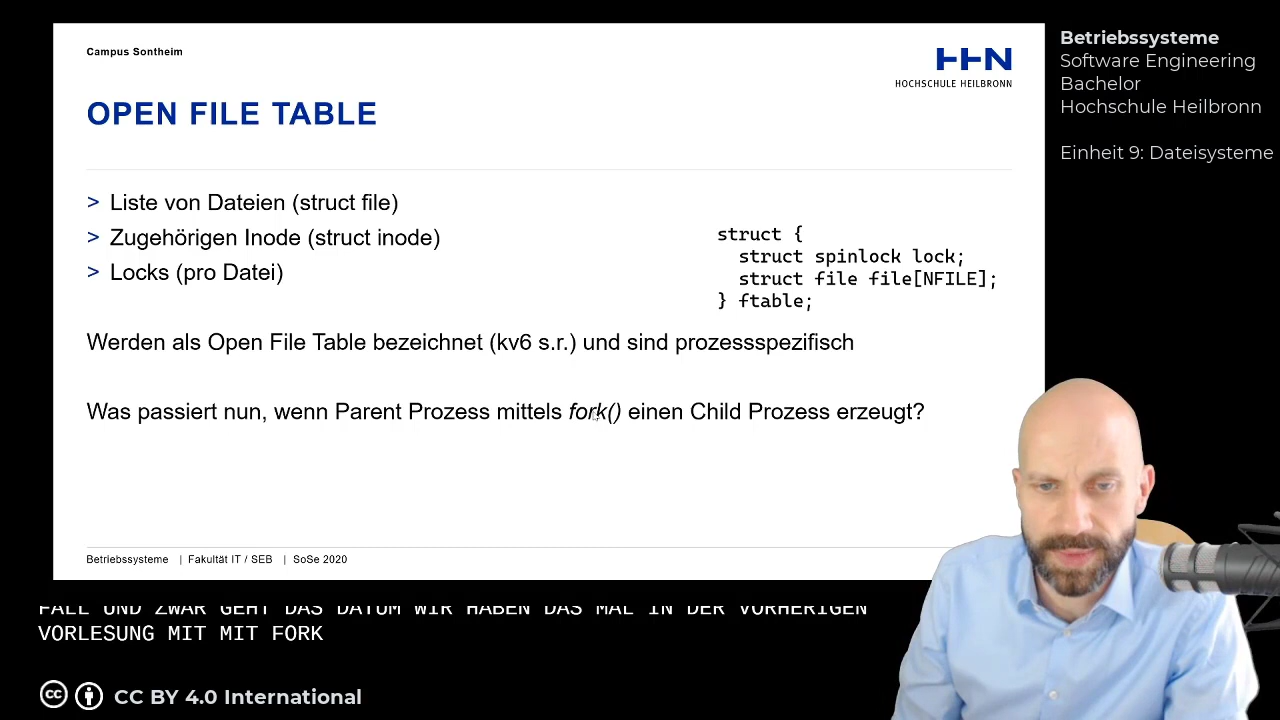 Campus Sontheim
HHN
HOCHSCHULE HEILBRONN
OPEN FILE TABLE
> Liste von Dateien (struct file)
> Zugehörigen Inode (struct inode)
> Locks (pro Datei)
struct {
struct spinlock lock;
struct file file[NFILE];
} ftable;
Werden als Open File Table bezeichnet (kv6 s.r.) und sind prozessspezifisch
Was passiert nun, wenn Parent Prozess mittels fork() einen Child Prozess erzeugt?
Betriebssysteme | Fakultät IT / SEB | SoSe 2020
Betriebssysteme
Software Engineering
Bachelor
Hochschule Heilbronn
Einheit 9: Dateisysteme
FALL UND ZWAR GEHT DAS DATUM WIR HABEN DAS MAL IN DER VORHERIGEN
VORLESUNG MIT MIT FORK
cc CC BY 4.0 International